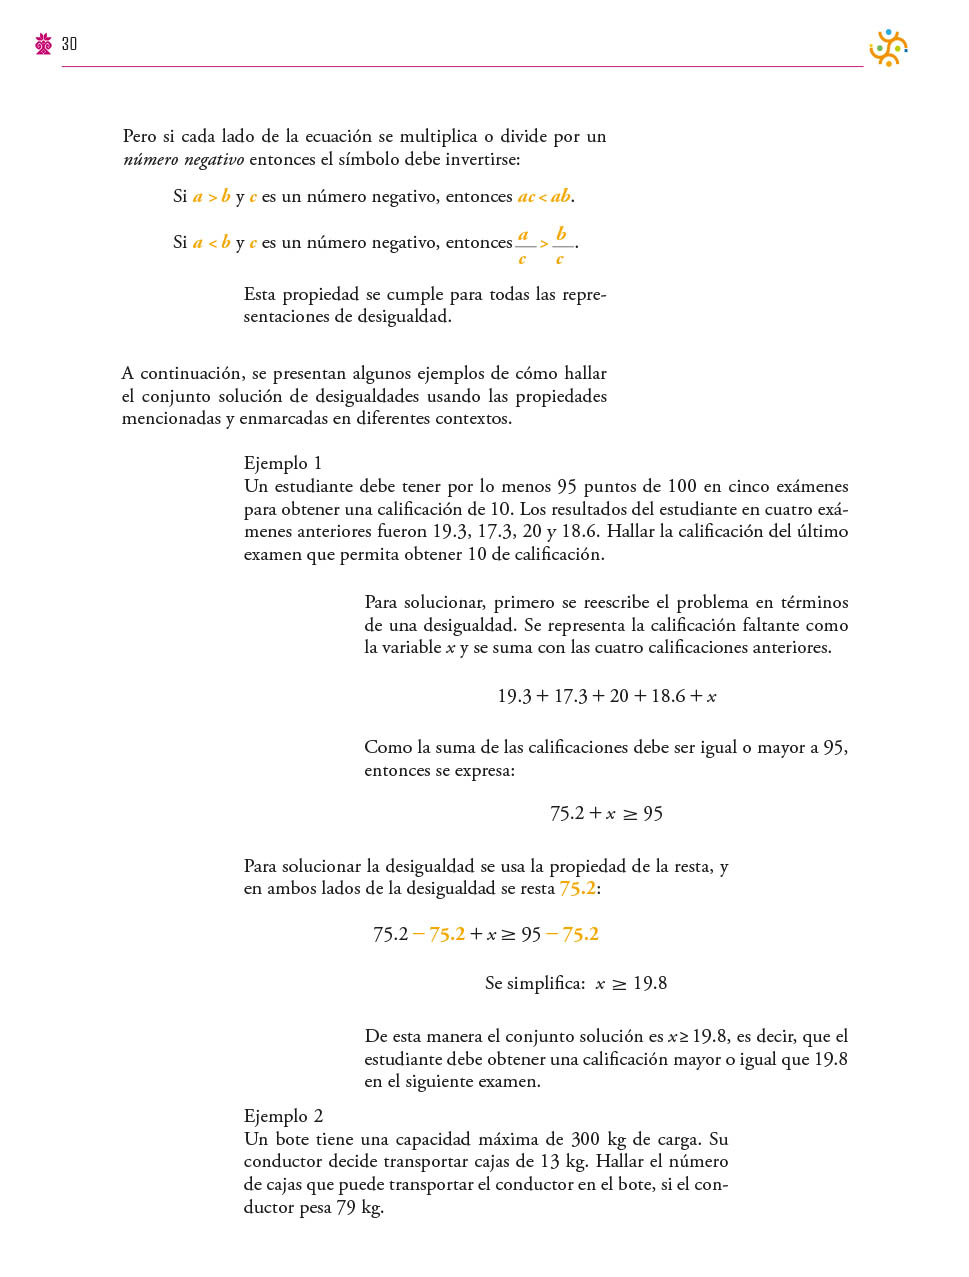 30
Pero si cada lado de la ecuación se multiplica o divide por un
número negativo entonces el símbolo debe invertirse:
Si a > b y c es un número negativo, entonces ac < ab.
Si a < b y c es un número negativo, entonces a/c > b/c.
Esta propiedad se cumple para todas las repre-
sentaciones de desigualdad.
A continuación, se presentan algunos ejemplos de cómo hallar
el conjunto solución de desigualdades usando las propiedades
mencionadas y enmarcadas en diferentes contextos.
Ejemplo 1
Un estudiante debe tener por lo menos 95 puntos de 100 en cinco exámenes
para obtener una calificación de 10. Los resultados del estudiante en cuatro exá-
menes anteriores fueron 19.3, 17.3, 20 y 18.6. Hallar la calificación del último
examen que permita obtener 10 de calificación.
Para solucionar, primero se reescribe el problema en términos
de una desigualdad. Se representa la calificación faltante como
la variable x y se suma con las cuatro calificaciones anteriores.
19.3 + 17.3 + 20 + 18.6 + x
Como la suma de las calificaciones debe ser igual o mayor a 95,
entonces se expresa:
75.2 + x ≥ 95
Para solucionar la desigualdad se usa la propiedad de la resta, y
en ambos lados de la desigualdad se resta 75.2:
75.2 − 75.2 + x ≥ 95 − 75.2
Se simplifica: x ≥ 19.8
De esta manera el conjunto solución es x ≥ 19.8, es decir, que el
estudiante debe obtener una calificación mayor o igual que 19.8
en el siguiente examen.
Ejemplo 2
Un bote tiene una capacidad máxima de 300 kg de carga. Su
conductor decide transportar cajas de 13 kg. Hallar el número
de cajas que puede transportar el conductor en el bote, si el con-
ductor pesa 79 kg.